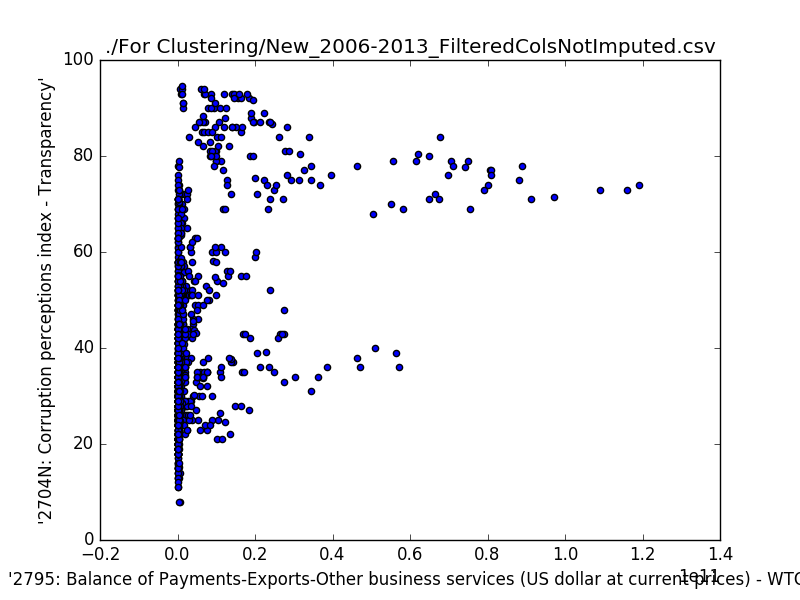 ./For Clustering/New_2006-2013_FilteredColsNotImputed.csv
'2704N: Corruption perceptions index - Transparency'
100
80
60
40
20
0
−0.2 0.0 0.2 0.4 0.6 0.8 1.0 1.2 1.4
1e11
'2795: Balance of Payments-Exports-Other business services (US dollar at current prices) - WTO